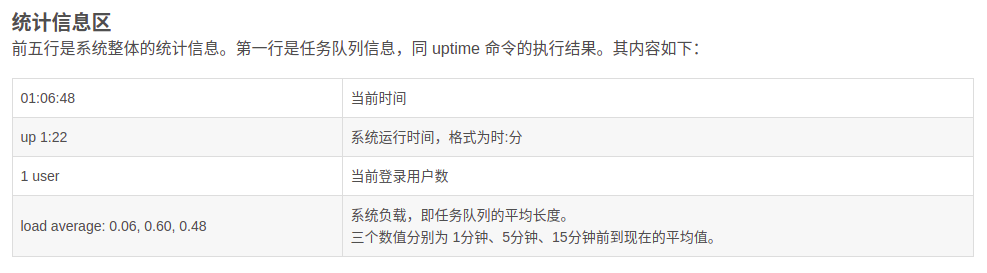 统计信息区
前五行是系统整体的统计信息。第一行是任务队列信息，同 uptime 命令的执行结果。其内容如下：
01:06:48 当前时间
up 1:22 系统运行时间，格式为时:分
1 user 当前登录用户数
load average: 0.06, 0.60, 0.48 系统负载，即任务队列的平均长度。
三个数值分别为 1分钟、5分钟、15分钟前到现在的平均值。